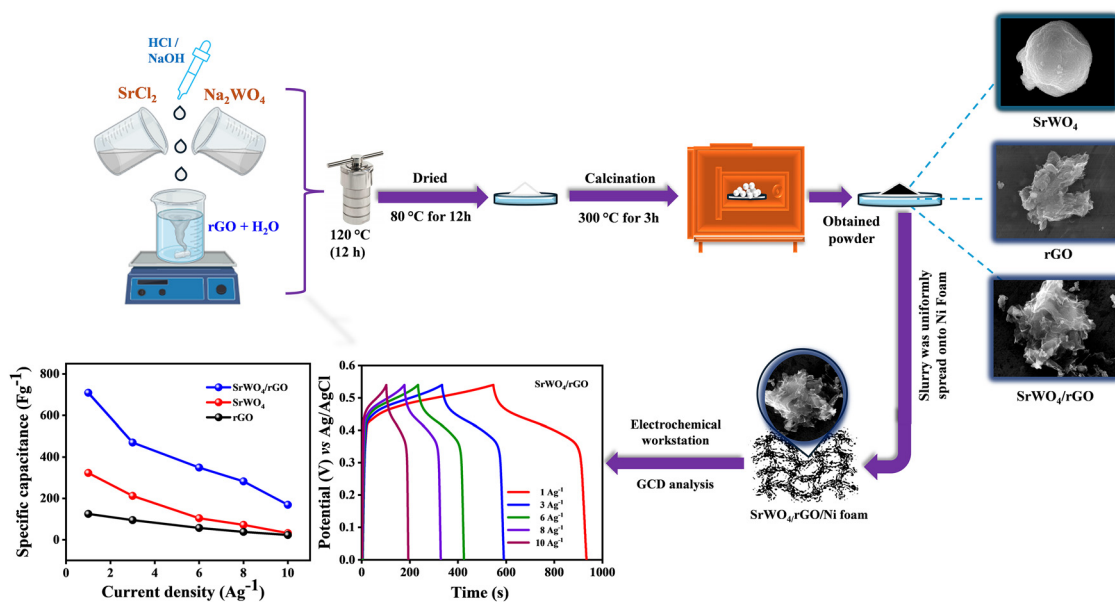 HCl /
NaOH
SrCl₂
Na₂WO₄
rGO + H₂O
120 °C
(12 h)
Dried
80 °C for 12h
Calcination
300 °C for 3h
Obtained
powder
SrWO₄
rGO
SrWO₄/rGO
Slurry was uniformly
spread onto Ni Foam
SrWO₄/rGO/Ni foam
Electrochemical
workstation
GCD analysis
Specific capacitance (Fg⁻¹)
800
600
400
200
0
SrWO₄/rGO
SrWO₄
rGO
0 2 4 6 8 10
Current density (Ag⁻¹)
Potential (V) vs Ag/AgCl
0.6
0.5
0.4
0.3
0.2
0.1
0.0
SrWO₄/rGO
1 Ag⁻¹
3 Ag⁻¹
6 Ag⁻¹
8 Ag⁻¹
10 Ag⁻¹
0 200 400 600 800 1000
Time (s)